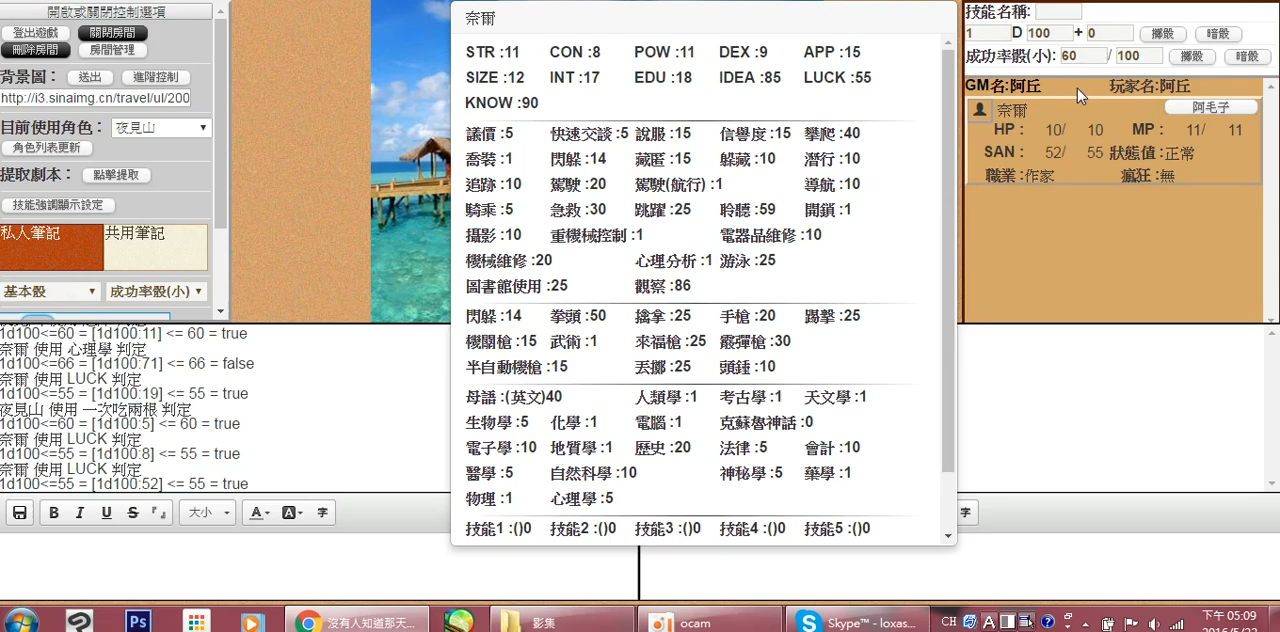 開啟或關閉控制選項
登出遊戲 關閉房間
刪除房間 房間管理
背景圖: 送出 進階控制
http://i3.sinaimg.cn/travel/ul/200
目前使用角色: 夜見山
角色列表更新
提取劇本: 點擊提取
技能強調顯示設定
私人筆記 共用筆記
基本骰 成功率骰(小)
1d100<=60 = [1d100:11] <= 60 = true
奈爾 使用 心理學 判定
1d100<=66 = [1d100:71] <= 66 = false
奈爾 使用 LUCK 判定
1d100<=55 = [1d100:19] <= 55 = true
夜見山 使用 一次吃兩根 判定
1d100<=60 = [1d100:5] <= 60 = true
奈爾 使用 LUCK 判定
1d100<=55 = [1d100:8] <= 55 = true
奈爾 使用 LUCK 判定
1d100<=55 = [1d100:52] <= 55 = true
B I U S 『』 大小 A A 字
奈爾
STR :11 CON :8 POW :11 DEX :9 APP :15
SIZE :12 INT :17 EDU :18 IDEA :85 LUCK :55
KNOW :90
議價 :5 快速交談 :5 說服 :15 信譽度 :15 攀爬 :40
喬裝 :1 閃躲 :14 藏匿 :15 躲藏 :10 潛行 :10
追跡 :10 駕駛 :20 駕駛(航行) :1 導航 :10
騎乘 :5 急救 :30 跳躍 :25 聆聽 :59 開鎖 :1
攝影 :10 重機械控制 :1 電器品維修 :10
機械維修 :20 心理分析 :1 游泳 :25
圖書館使用 :25 觀察 :86
閃躲 :14 拳頭 :50 擒拿 :25 手槍 :20 踢擊 :25
機關槍 :15 武術 :1 來福槍 :25 霰彈槍 :30
半自動機槍 :15 丟擲 :25 頭錘 :10
母語 :(英文)40 人類學 :1 考古學 :1 天文學 :1
生物學 :5 化學 :1 電腦 :1 克蘇魯神話 :0
電子學 :10 地質學 :1 歷史 :20 法律 :5 會計 :10
醫學 :5 自然科學 :10 神秘學 :5 藥學 :1
物理 :1 心理學 :5
技能1 :()0 技能2 :()0 技能3 :()0 技能4 :()0 技能5 :()0
技能名稱:
1 D 100 + 0 擲骰 暗骰
成功率骰(小): 60 / 100 擲骰 暗骰
GM名:阿丘 玩家名:阿丘
奈爾 阿毛子
HP : 10/ 10 MP : 11/ 11
SAN : 52/ 55 狀態值:正常
職業:作家 瘋狂:無
字
Ps 沒有人知道那天... 影集 ocam Skype™ - loxas... CH 下午 05:09